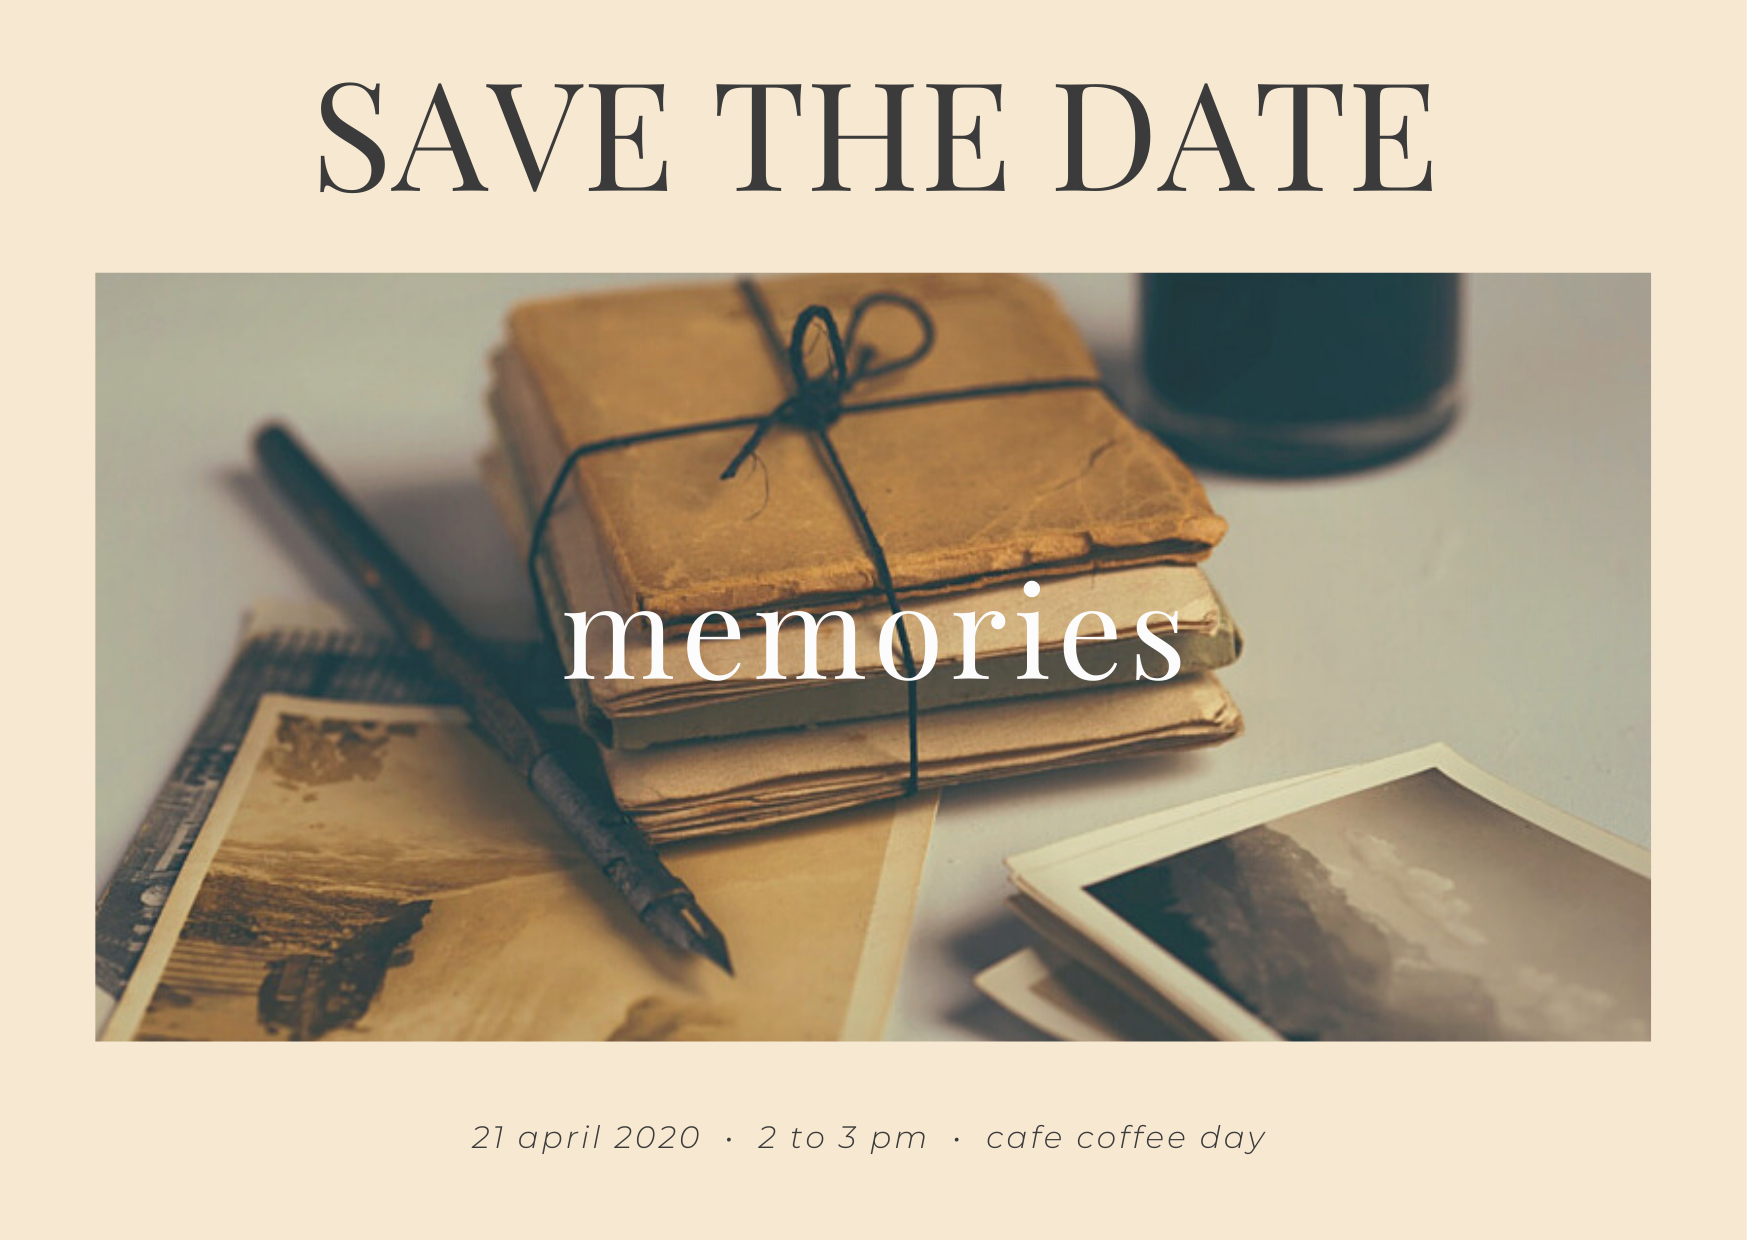 SAVE THE DATE
memories
21 april 2020 • 2 to 3 pm • cafe coffee day